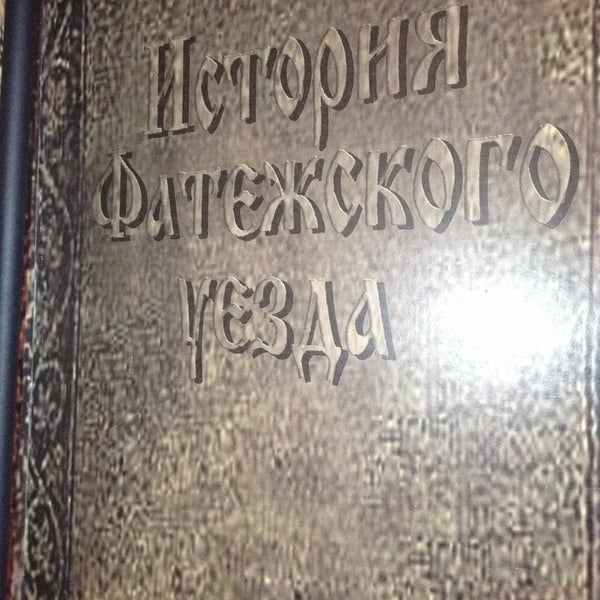 История
Фатежского
уезда